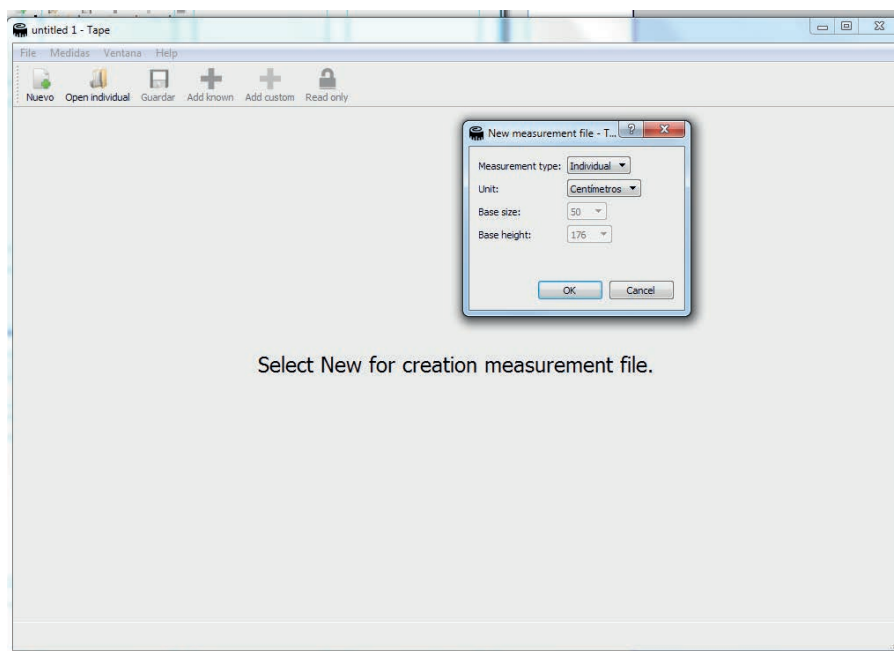 untitled 1 - Tape
File Medidas Ventana Help
Nuevo Open individual Guardar Add known Add custom Read only
New measurement file - T...
Measurement type: Individual
Unit: Centímetros
Base size: 50
Base height: 176
OK Cancel
Select New for creation measurement file.